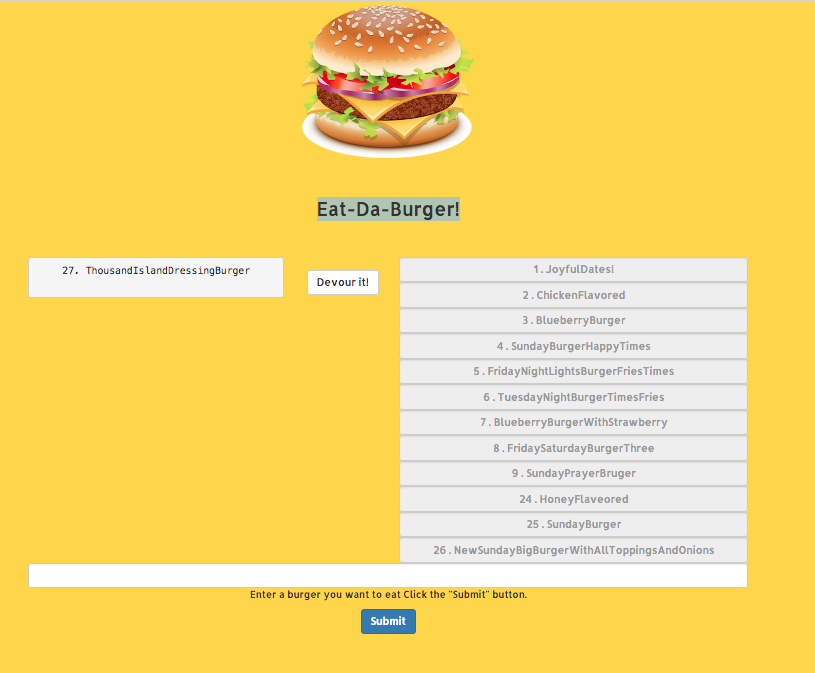 Eat-Da-Burger!
27. ThousandIslandDressingBurger
Devour it!
1. JoyfulDates!
2. ChickenFlavored
3. BlueberryBurger
4. SundayBurgerHappyTimes
5. FridayNightLightsBurgerFriesTimes
6. TuesdayNightBurgerTimesFries
7. BlueberryBurgerWithStrawberry
8. FridaySaturdayBurgerThree
9. SundayPrayerBruger
24. HoneyFlaveored
25. SundayBurger
26. NewSundayBigBurgerWithAllToppingsAndOnions
Enter a burger you want to eat Click the "Submit" button.
Submit